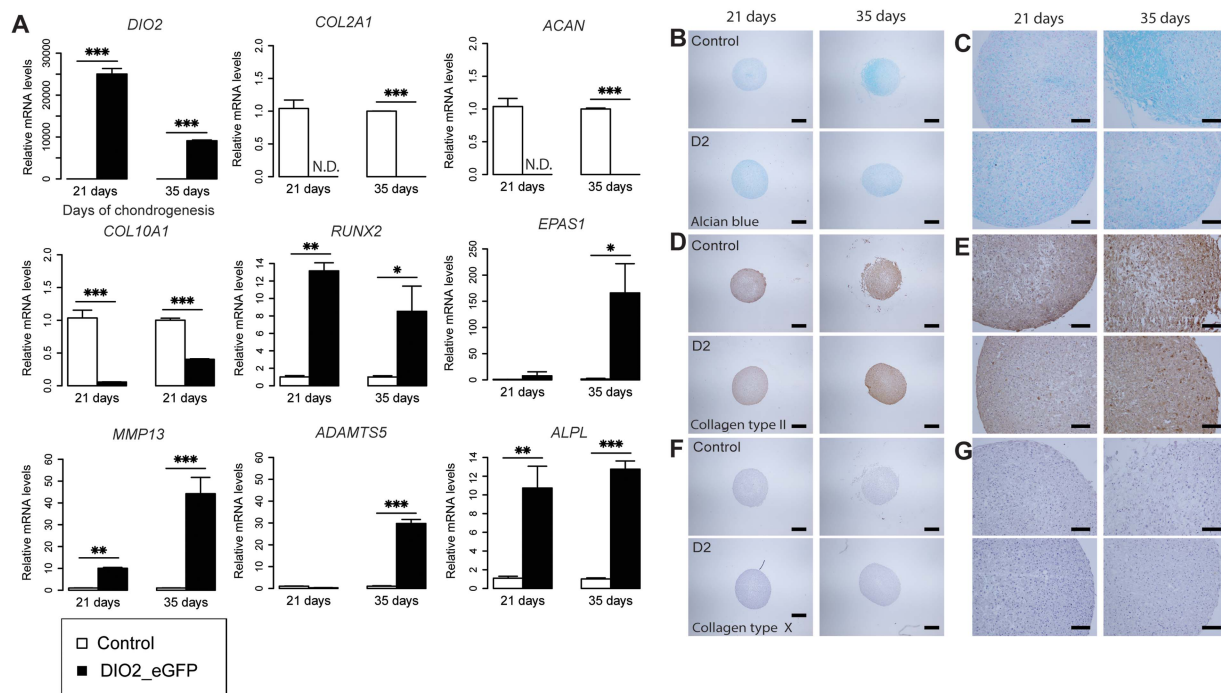 A
DIO2
COL2A1
ACAN
Relative mRNA levels
0 10000 20000 30000
***
***
21 days 35 days
Days of chondrogenesis
Relative mRNA levels
0.0 0.5 1.0 1.5 2.0
N.D.
***
21 days 35 days
Relative mRNA levels
0.0 0.5 1.0 1.5 2.0
N.D.
***
21 days 35 days
COL10A1
RUNX2
EPAS1
Relative mRNA levels
0.0 0.5 1.0 1.5 2.0
***
***
21 days 21 days
Relative mRNA levels
0 2 4 6 8 10 12 14
**
*
21 days 35 days
Relative mRNA levels
0 50 100 150 200 250
*
21 days 35 days
MMP13
ADAMTS5
ALPL
Relative mRNA levels
0 10 20 30 40 50 60
**
***
21 days 35 days
Relative mRNA levels
0 10 20 30 40 50 60
***
21 days 35 days
Relative mRNA levels
0 2 4 6 8 10 12 14
**
***
21 days 35 days
Control
DIO2_eGFP
21 days 35 days
21 days 35 days
B
Control
C
D2
Alcian blue
D
Control
E
D2
Collagen type II
F
Control
G
D2
Collagen type X